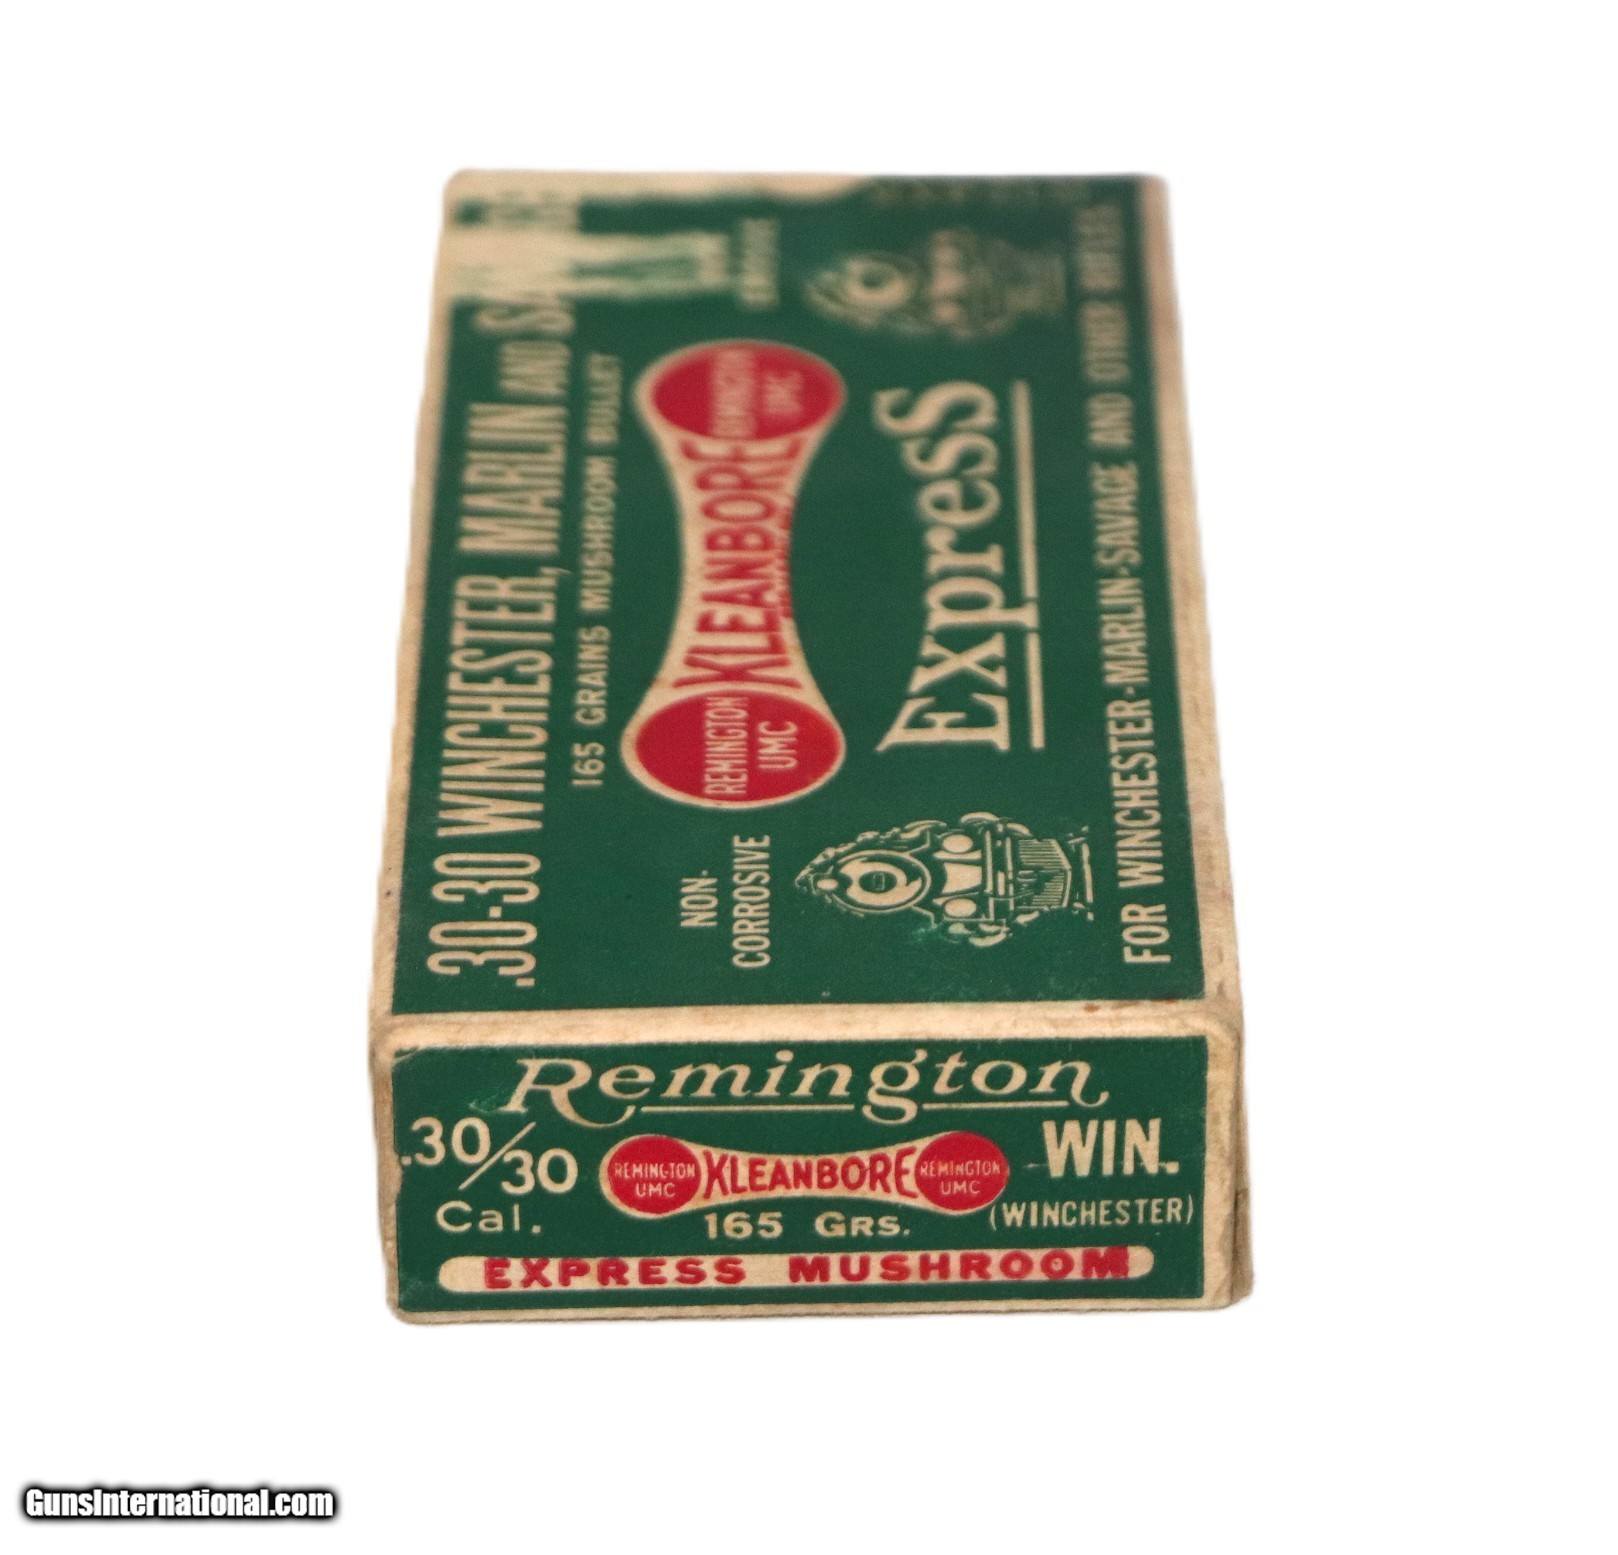 .30-30 WINCHESTER, MARLIN AND
165 GRAINS MUSHROOM BULLET
NON-
CORROSIVE
REMINGTON
UMC
KLEANBORE
REMINGTON
UMC
Express
FOR WINCHESTER-MARLIN-SAVAGE AND OTHER RIFLES
Remington
.30/30
Cal.
REMINGTON
UMC
KLEANBORE
REMINGTON
UMC
WIN.
(WINCHESTER)
165 GRS.
EXPRESS MUSHROOM
GunsInternational.com